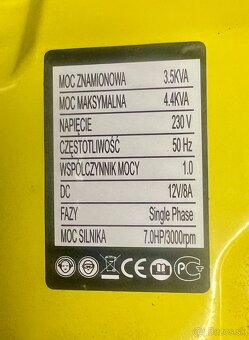 MOC ZNAMIONOWA 3.5KVA
MOC MAKSYMALNA 4.4KVA
NAPIĘCIE 230 V
CZĘSTOTLIWOŚĆ 50 Hz
WSPÓŁCZYNNIK MOCY 1.0
DC 12V/8A
FAZY Single Phase
MOC SILNIKA 7.0HP/3000rpm
CE